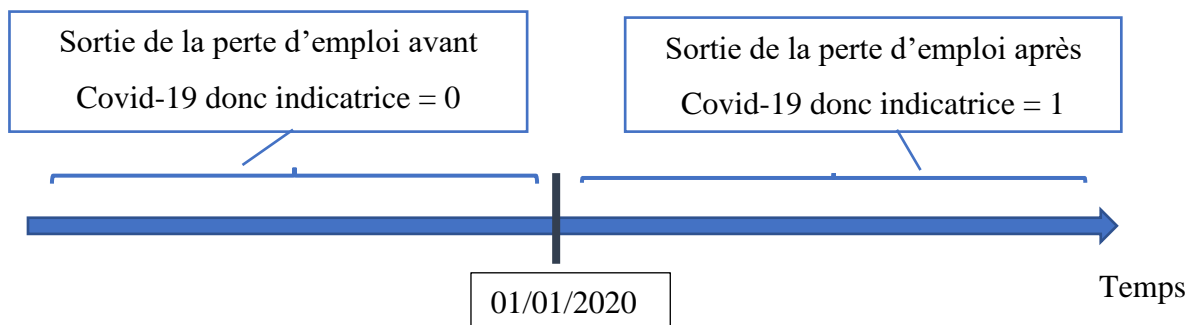 Sortie de la perte d’emploi avant
Covid-19 donc indicatrice = 0
Sortie de la perte d’emploi après
Covid-19 donc indicatrice = 1
01/01/2020
Temps